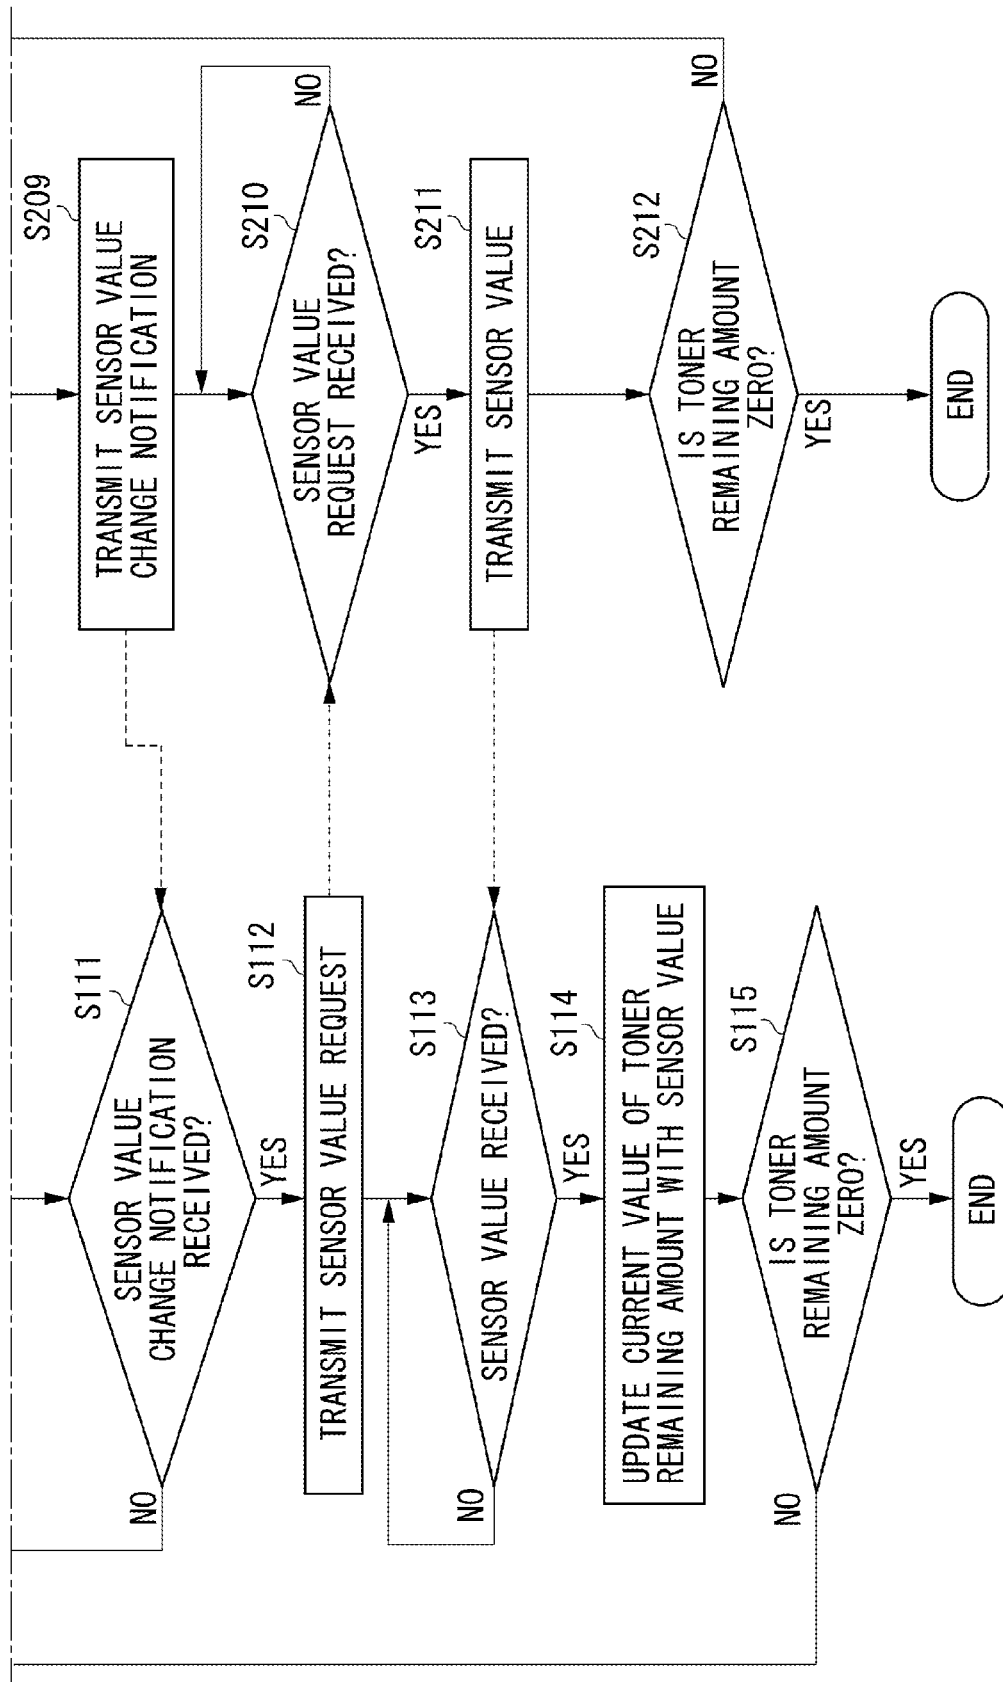 S111
SENSOR VALUE
CHANGE NOTIFICATION
RECEIVED?
NO
YES
S112
TRANSMIT SENSOR VALUE REQUEST
S113
SENSOR VALUE RECEIVED?
NO
YES
S114
UPDATE CURRENT VALUE OF TONER
REMAINING AMOUNT WITH SENSOR VALUE
S115
IS TONER
REMAINING AMOUNT
ZERO?
NO
YES
END
S209
TRANSMIT SENSOR VALUE
CHANGE NOTIFICATION
S210
SENSOR VALUE
REQUEST RECEIVED?
NO
YES
S211
TRANSMIT SENSOR VALUE
S212
IS TONER
REMAINING AMOUNT
ZERO?
NO
YES
END